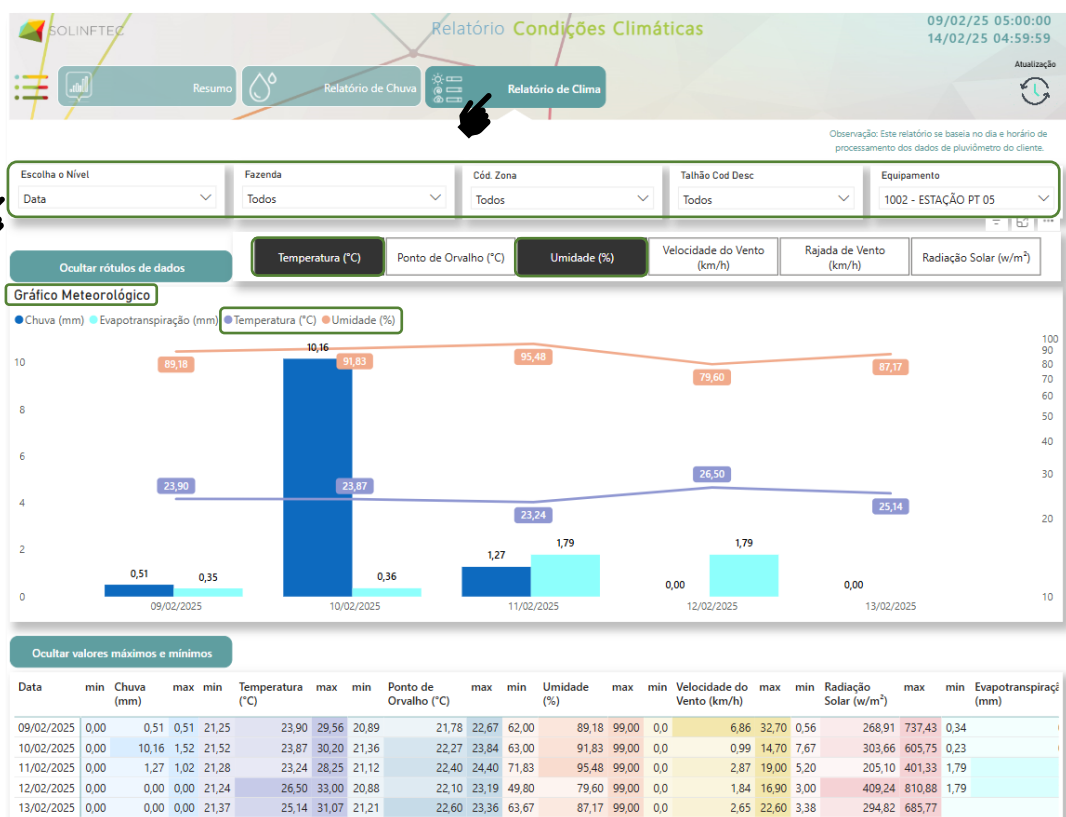 SOLINFTEC
Relatório Condições Climáticas
09/02/25 05:00:00
14/02/25 04:59:59
Atualização
Resumo
Relatório de Chuva
Relatório de Clima
Observação: Este relatório se baseia no dia e horário de
processamento dos dados de pluviômetro do cliente.
Escolha o Nível
Fazenda
Cód. Zona
Talhão Cod Desc
Equipamento
Data
Todos
Todos
Todos
1002 - ESTAÇÃO PT 05
Ocultar rótulos de dados
Temperatura (°C)
Ponto de Orvalho (°C)
Umidade (%)
Velocidade do Vento
(km/h)
Rajada de Vento
(km/h)
Radiação Solar (w/m²)
Gráfico Meteorológico
Chuva (mm) Evapotranspiração (mm) Temperatura (°C) Umidade (%)
10
8
6
4
2
0
100
90
80
70
60
50
40
30
20
10
89,18
91,83
95,48
79,60
87,17
23,90
23,87
23,24
26,50
25,14
0,51
0,35
10,16
0,36
1,27
1,79
0,00
1,79
0,00
09/02/2025
10/02/2025
11/02/2025
12/02/2025
13/02/2025
Ocultar valores máximos e mínimos
Data min Chuva max min Temperatura max min Ponto de max min Umidade max min Velocidade do max min Radiação max min
(mm) (°C) Orvalho (°C) (%) Vento (km/h) Solar (w/m²) (mm)
09/02/2025 0,00 0,51 0,51 21,25 23,90 29,56 20,89 21,78 22,67 62,00 89,18 99,00 0,0 6,86 32,70 0,56 268,91 737,43 0,34
10/02/2025 0,00 10,16 1,52 21,52 23,87 30,20 21,36 22,27 23,84 63,00 91,83 99,00 0,0 0,99 14,70 7,67 303,66 605,75 0,23
11/02/2025 0,00 1,27 1,02 21,28 23,24 28,25 21,12 22,40 24,40 71,83 95,48 99,00 0,0 2,87 19,00 5,20 205,10 401,33 1,79
12/02/2025 0,00 0,00 0,00 21,24 26,50 33,00 20,88 22,10 23,19 49,80 79,60 99,00 0,0 1,84 16,90 3,00 409,24 810,88 1,79
13/02/2025 0,00 0,00 0,00 21,37 25,14 31,07 21,21 22,60 23,36 63,67 87,17 99,00 0,0 2,65 22,60 3,38 294,82 685,77